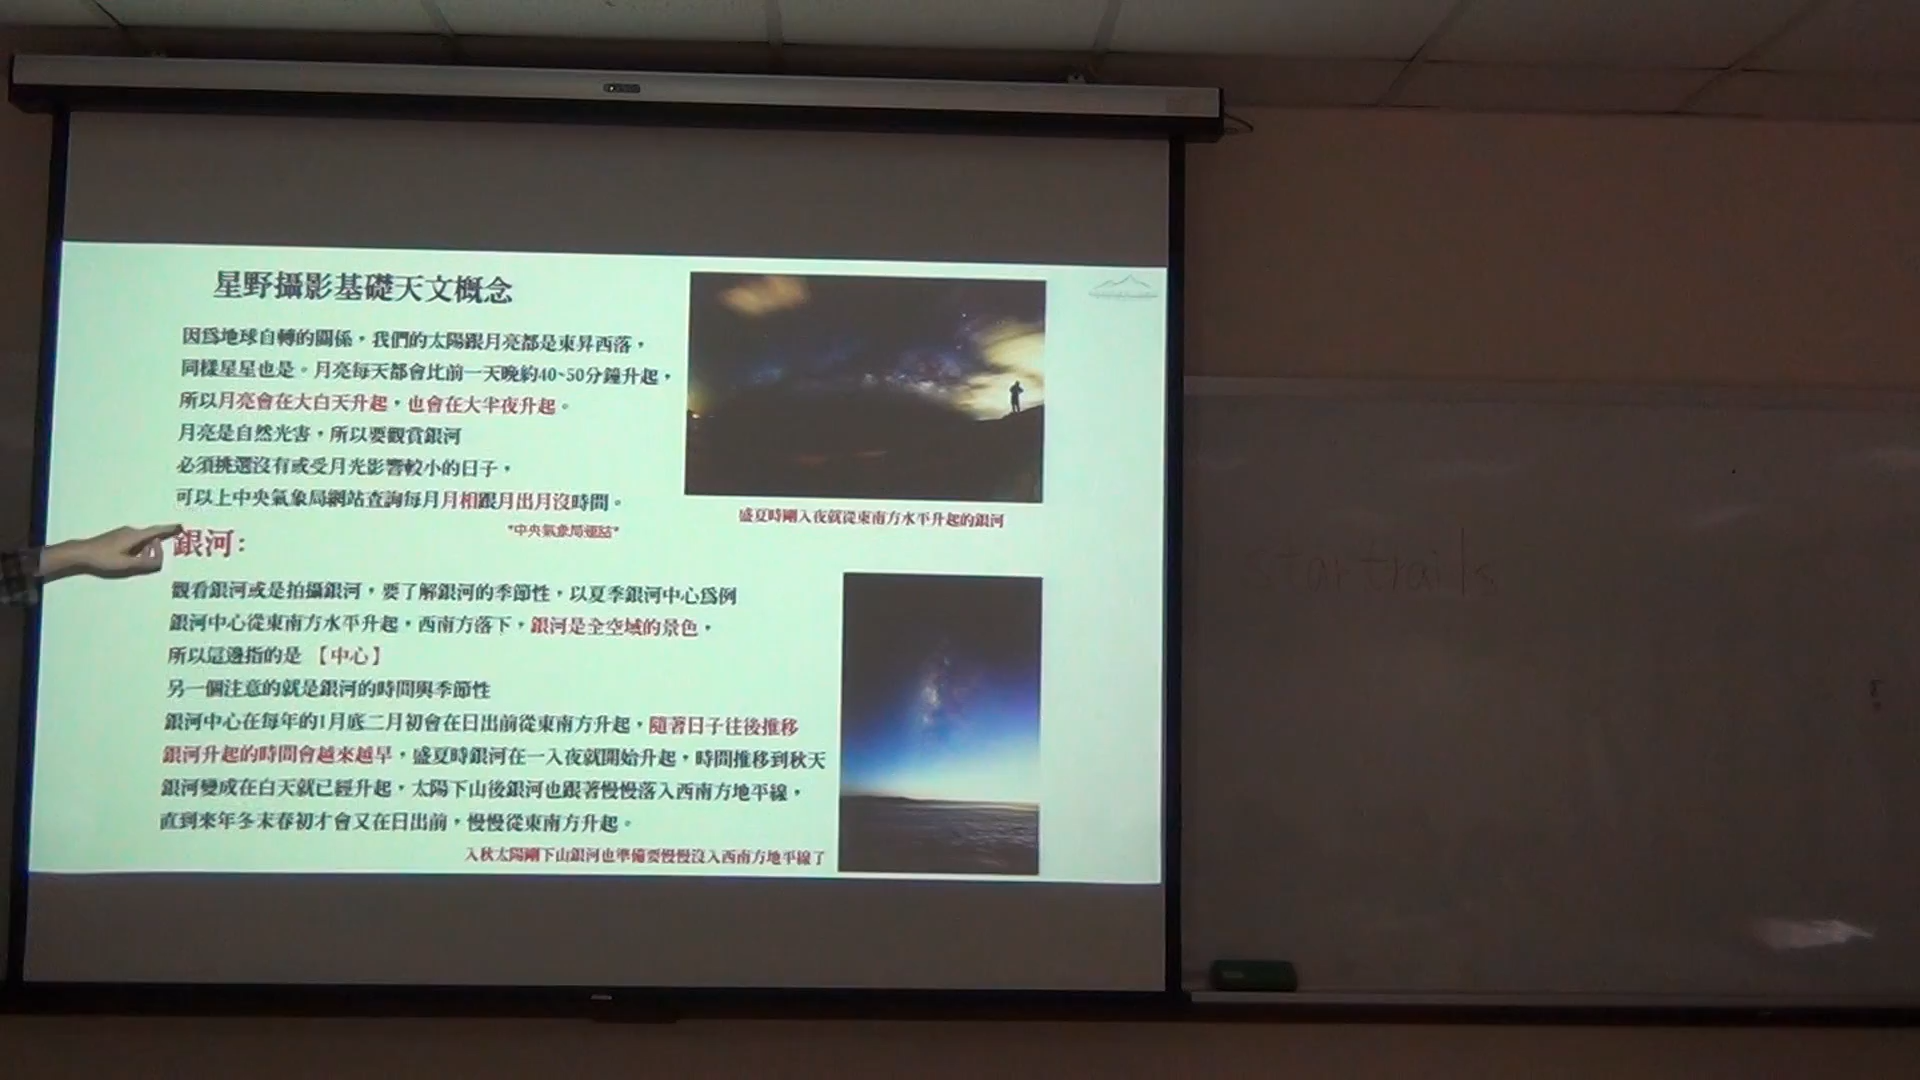 星野攝影基礎天文概念
因為地球自轉的關係，我們的太陽跟月亮都是東昇西落，
同樣星星也是。月亮每天都會比前一天晚約40~50分鐘升起，
所以月亮會在大白天升起，也會在大半夜升起。
月亮是自然光害，所以要觀賞銀河
必須挑選沒有或受月光影響較小的日子，
可以上中央氣象局網站查詢每月月相跟月出月沒時間。
"中央氣象局連結"
盛夏時剛入夜就從東南方水平升起的銀河
銀河：
觀看銀河或是拍攝銀河，要了解銀河的季節性，以夏季銀河中心為例
銀河中心從東南方水平升起，西南方落下，銀河是全空域的景色，
所以這邊指的是 【中心】
另一個注意的就是銀河的時間與季節性
銀河中心在每年的1月底二月初會在日出前從東南方升起，隨著日子往後推移
銀河升起的時間會越來越早，盛夏時銀河在一入夜就開始升起，時間推移到秋天
銀河變成在白天就已經升起，太陽下山後銀河也跟著慢慢落入西南方地平線，
直到來年冬末春初才會又在日出前，慢慢從東南方升起。
入秋太陽剛下山銀河也準備要慢慢沒入西南方地平線了
startrails